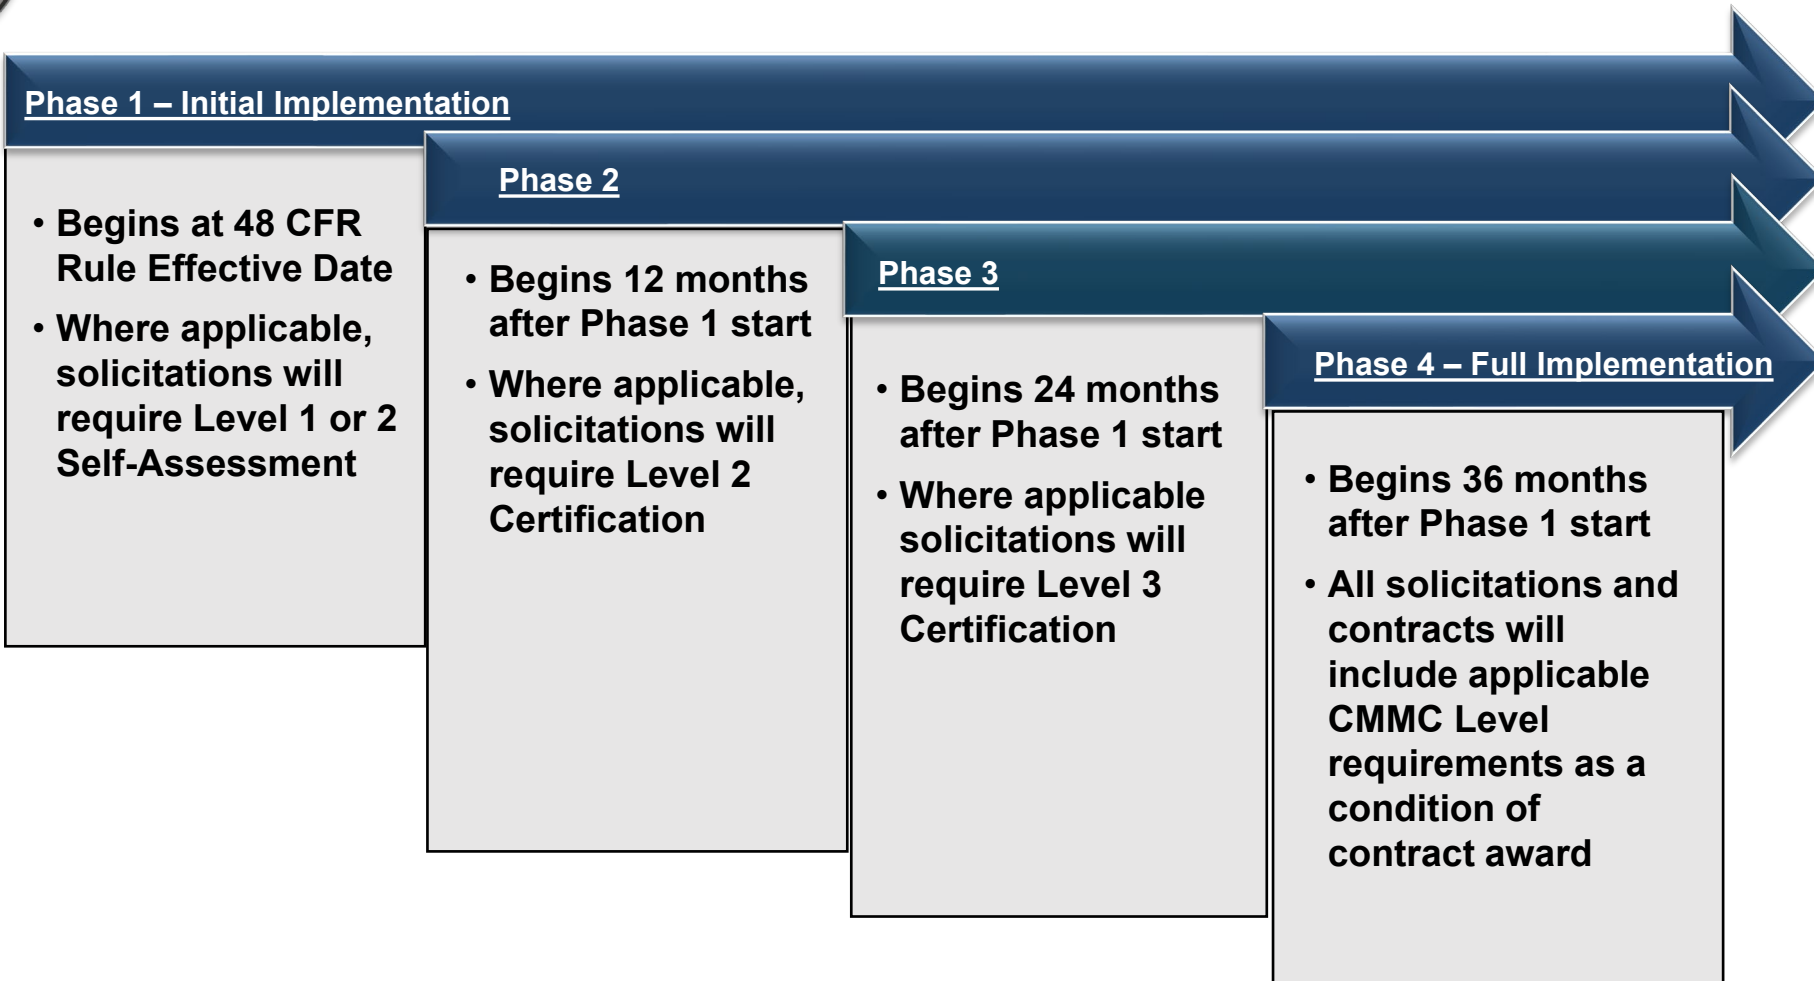 Phase 1 – Initial Implementation
• Begins at 48 CFR
Rule Effective Date
• Where applicable,
solicitations will
require Level 1 or 2
Self-Assessment
Phase 2
• Begins 12 months
after Phase 1 start
• Where applicable,
solicitations will
require Level 2
Certification
Phase 3
• Begins 24 months
after Phase 1 start
• Where applicable
solicitations will
require Level 3
Certification
Phase 4 – Full Implementation
• Begins 36 months
after Phase 1 start
• All solicitations and
contracts will
include applicable
CMMC Level
requirements as a
condition of
contract award